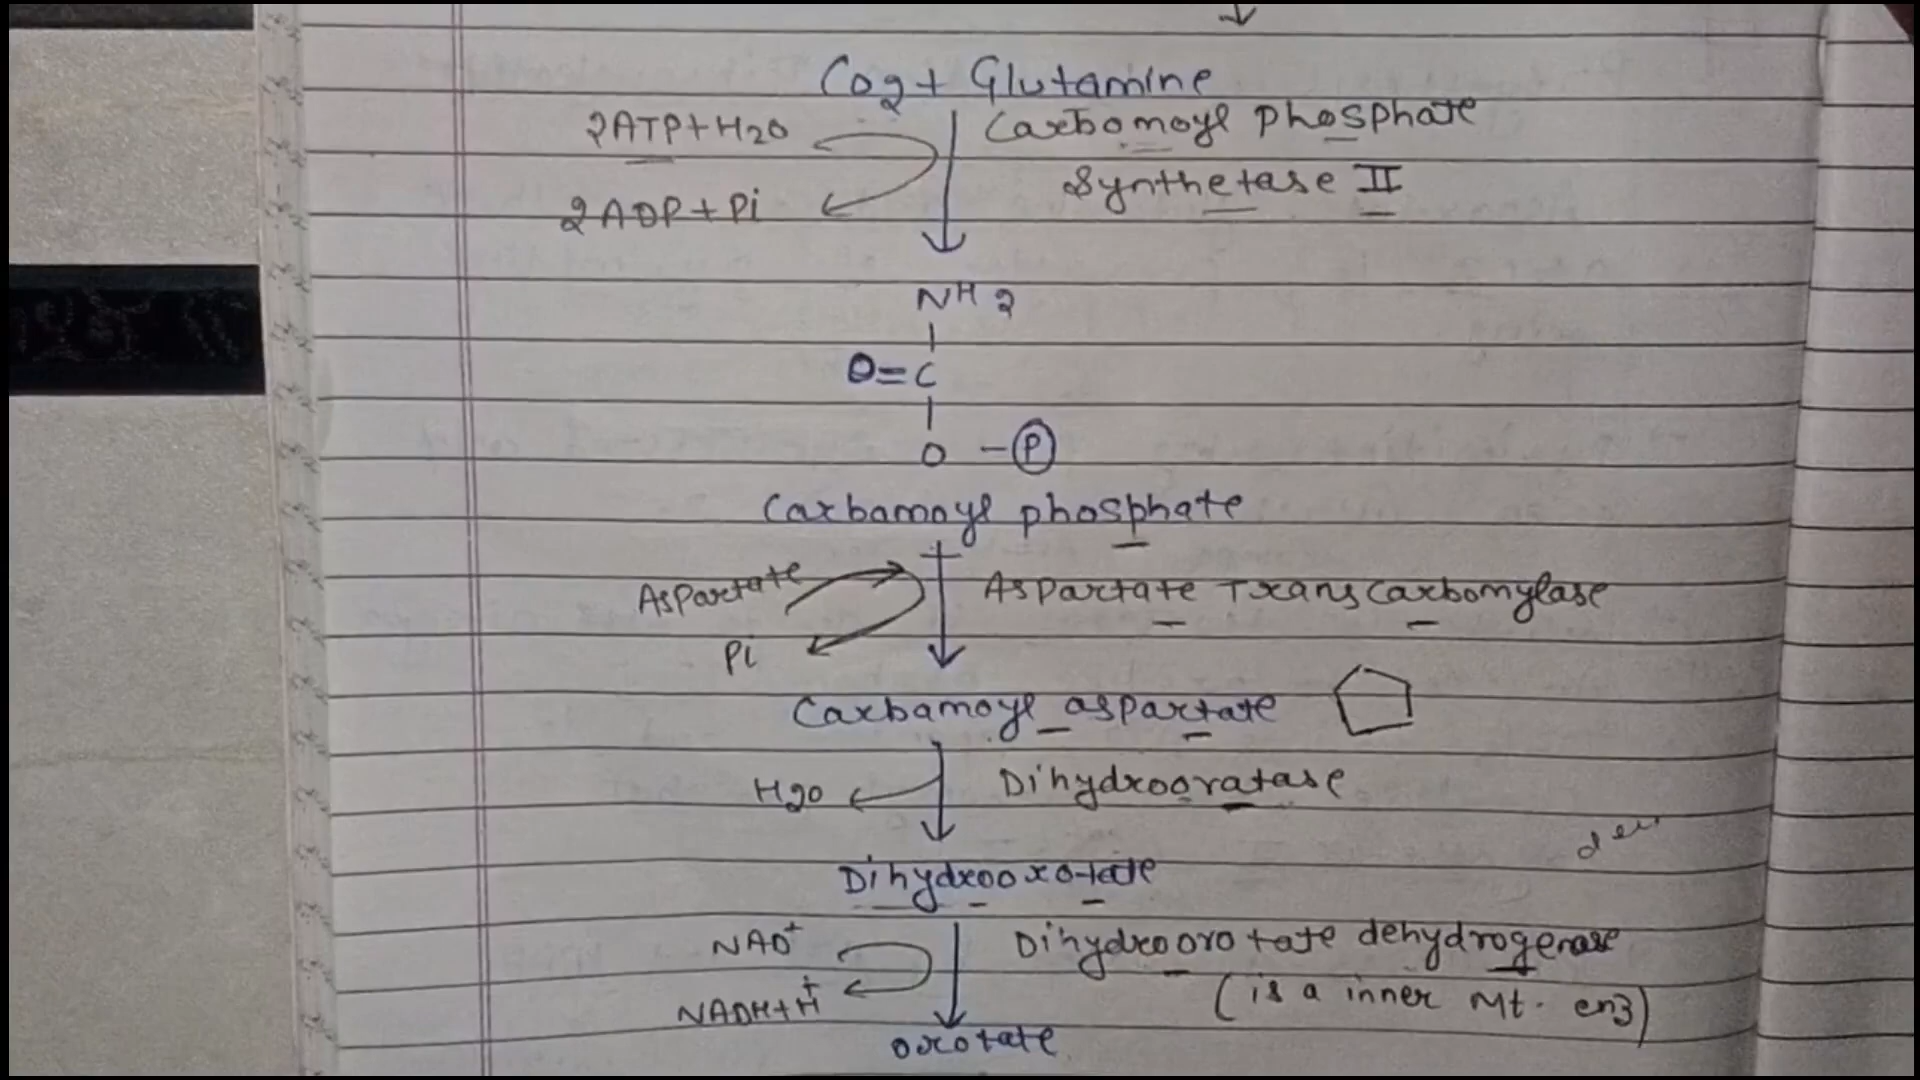 Co2 + Glutamine
2ATP+H2O
Carbomoyl Phosphate
Synthetase II
2ADP+Pi
NH2
O=C
O -P
Carbamoyl phosphate
Aspartate
Aspartate Transcarbomylase
Pi
Carbamoyl aspartate
H2O
Dihydrooratase
Dihydroorotate
NAD+
Dihydroorotate dehydrogenase
NADH+H+
(is a inner Mt. enz)
orotate